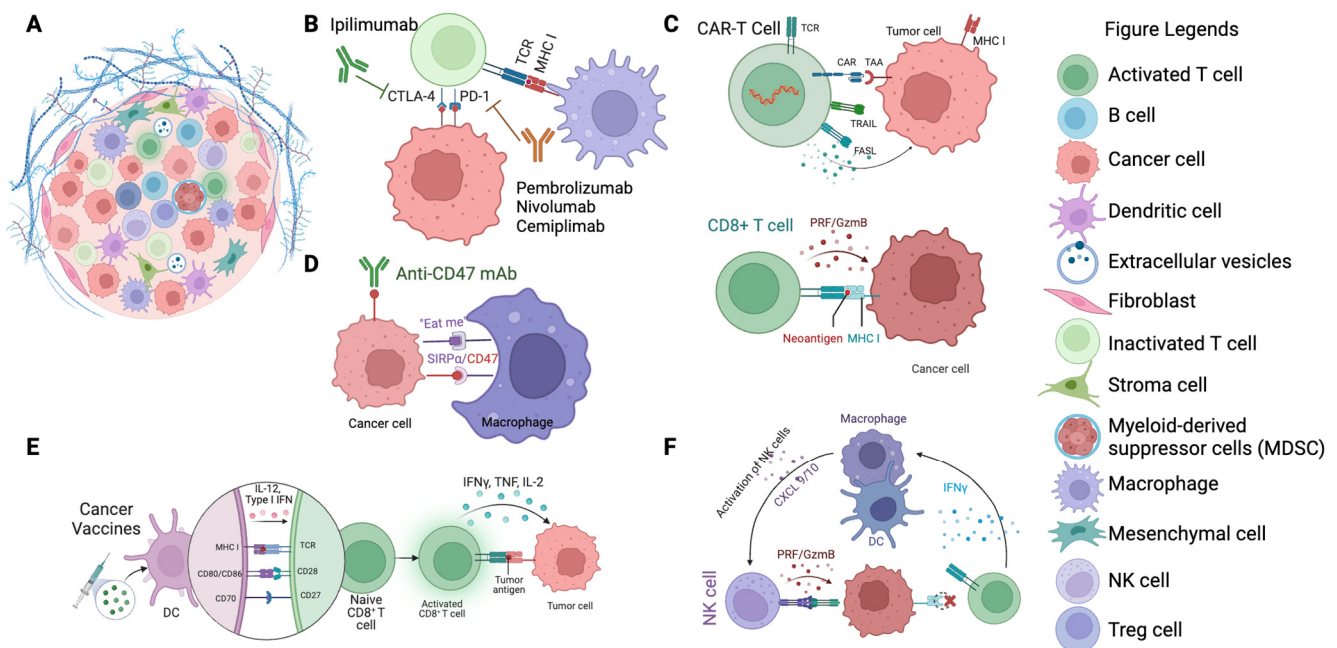 A
B
Ipilimumab
TCR
MHC I
CTLA-4
PD-1
Pembrolizumab
Nivolumab
Cemiplimab
C
CAR-T Cell
TCR
Tumor cell
MHC I
CAR
TAA
TRAIL
FASL
CD8+ T cell
PRF/GzmB
Neoantigen
MHC I
Cancer cell
D
Anti-CD47 mAb
"Eat me"
SIRPα/CD47
Cancer cell
Macrophage
E
Cancer
Vaccines
DC
IL-12,
Type I IFN
MHC I
TCR
CD80/CD86
CD28
CD70
CD27
Naive
CD8+ T
cell
Activated
CD8+ T cell
IFNγ, TNF, IL-2
Tumor
antigen
Tumor cell
F
Macrophage
Activation of NK cells
CXCL 9/10
DC
IFNγ
PRF/GzmB
NK cell
Figure Legends
Activated T cell
B cell
Cancer cell
Dendritic cell
Extracellular vesicles
Fibroblast
Inactivated T cell
Stroma cell
Myeloid-derived
suppressor cells (MDSC)
Macrophage
Mesenchymal cell
NK cell
Treg cell